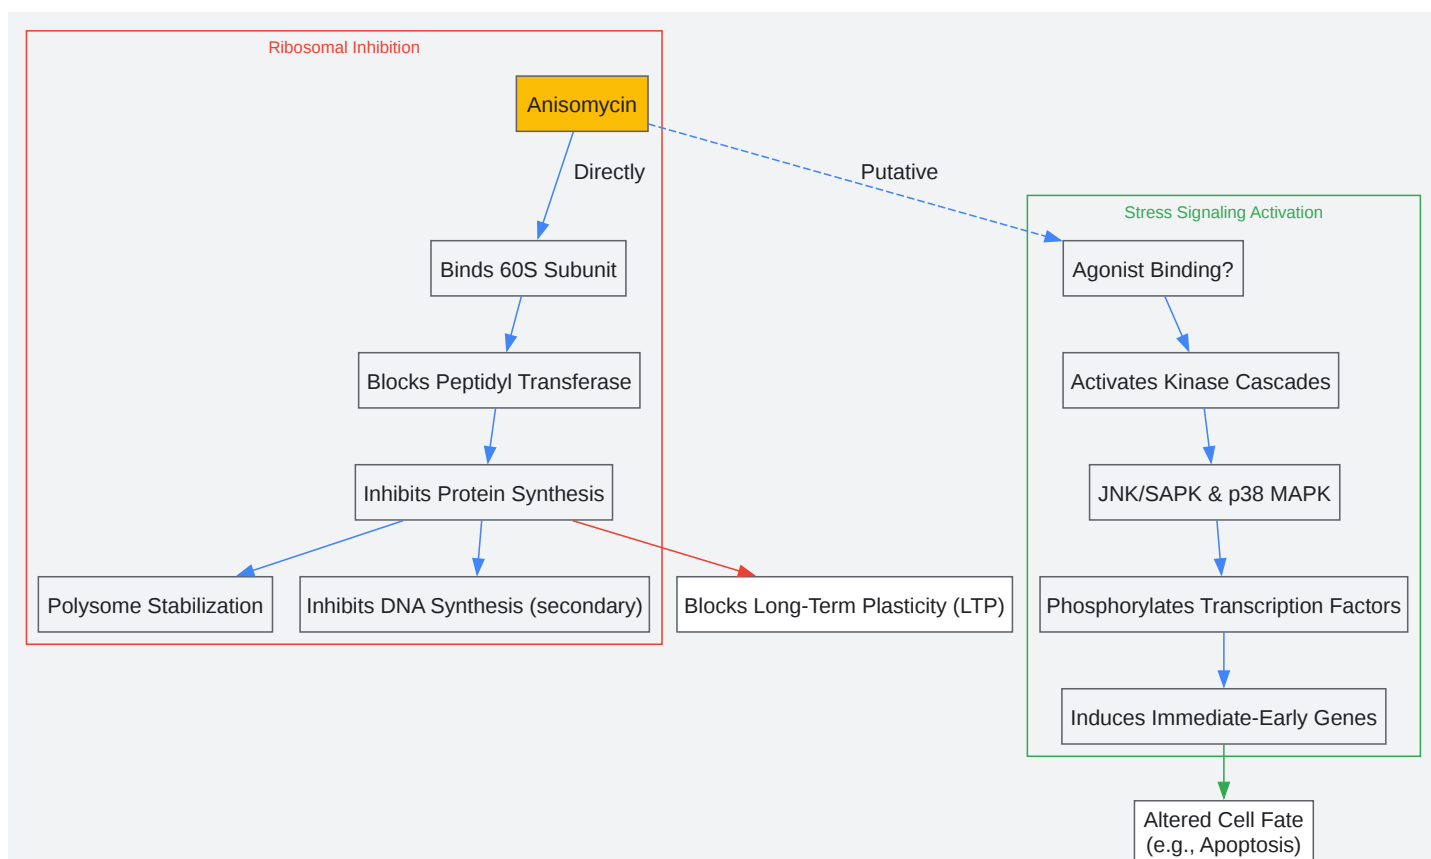 Ribosomal Inhibition
Anisomycin
Directly
Putative
Stress Signaling Activation
Binds 60S Subunit
Agonist Binding?
Blocks Peptidyl Transferase
Activates Kinase Cascades
Inhibits Protein Synthesis
JNK/SAPK & p38 MAPK
Polysome Stabilization
Inhibits DNA Synthesis (secondary)
Blocks Long-Term Plasticity (LTP)
Phosphorylates Transcription Factors
Induces Immediate-Early Genes
Altered Cell Fate
(e.g., Apoptosis)